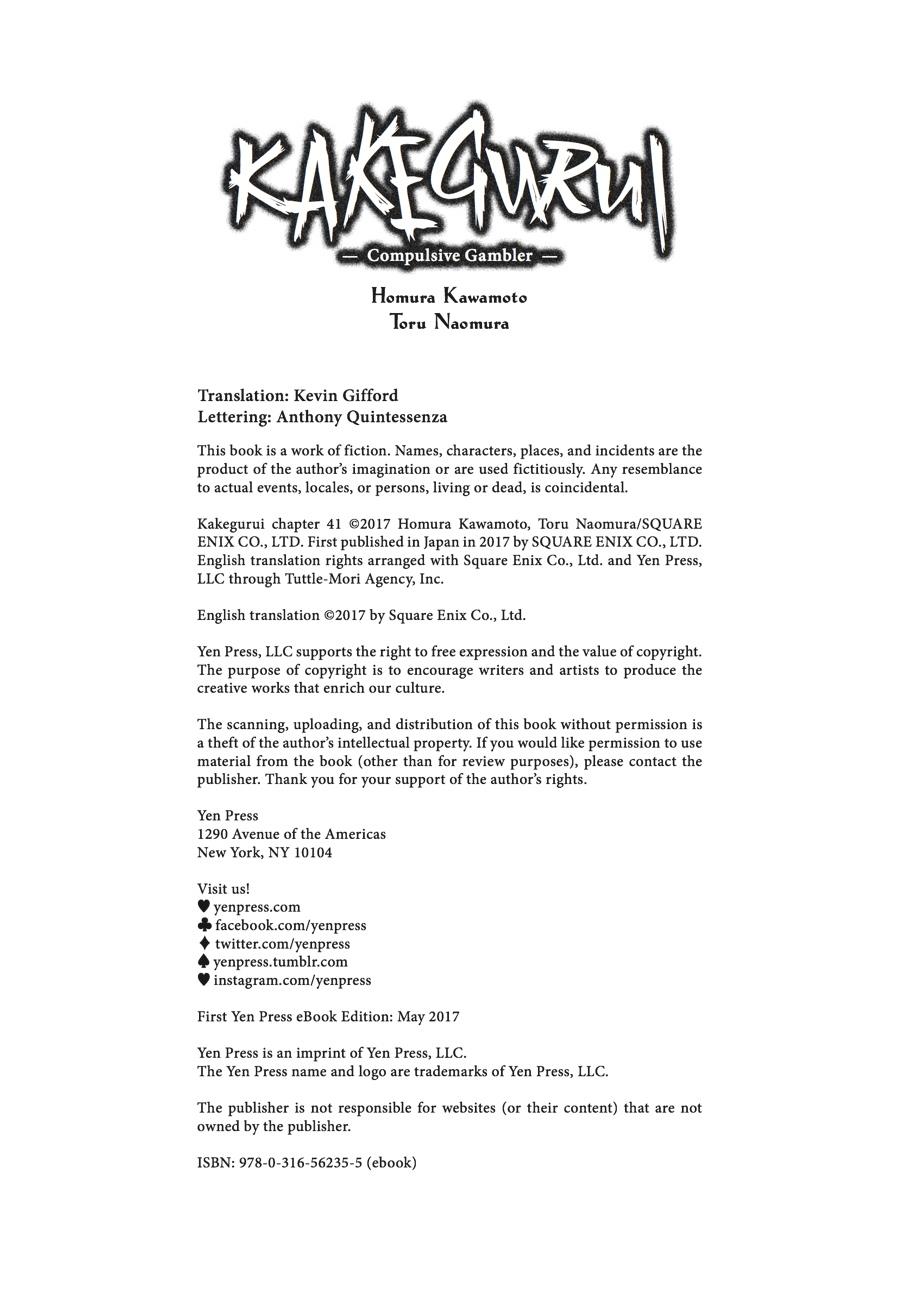 KAKEGURUI
— Compulsive Gambler —
Homura Kawamoto
Toru Naomura
Translation: Kevin Gifford
Lettering: Anthony Quintessenza
This book is a work of fiction. Names, characters, places, and incidents are the
product of the author’s imagination or are used fictitiously. Any resemblance
to actual events, locales, or persons, living or dead, is coincidental.
Kakegurui chapter 41 ©2017 Homura Kawamoto, Toru Naomura/SQUARE
ENIX CO., LTD. First published in Japan in 2017 by SQUARE ENIX CO., LTD.
English translation rights arranged with Square Enix Co., Ltd. and Yen Press,
LLC through Tuttle-Mori Agency, Inc.
English translation ©2017 by Square Enix Co., Ltd.
Yen Press, LLC supports the right to free expression and the value of copyright.
The purpose of copyright is to encourage writers and artists to produce the
creative works that enrich our culture.
The scanning, uploading, and distribution of this book without permission is
a theft of the author’s intellectual property. If you would like permission to use
material from the book (other than for review purposes), please contact the
publisher. Thank you for your support of the author’s rights.
Yen Press
1290 Avenue of the Americas
New York, NY 10104
Visit us!
♥ yenpress.com
♣ facebook.com/yenpress
♦ twitter.com/yenpress
♠ yenpress.tumblr.com
♥ instagram.com/yenpress
First Yen Press eBook Edition: May 2017
Yen Press is an imprint of Yen Press, LLC.
The Yen Press name and logo are trademarks of Yen Press, LLC.
The publisher is not responsible for websites (or their content) that are not
owned by the publisher.
ISBN: 978-0-316-56235-5 (ebook)